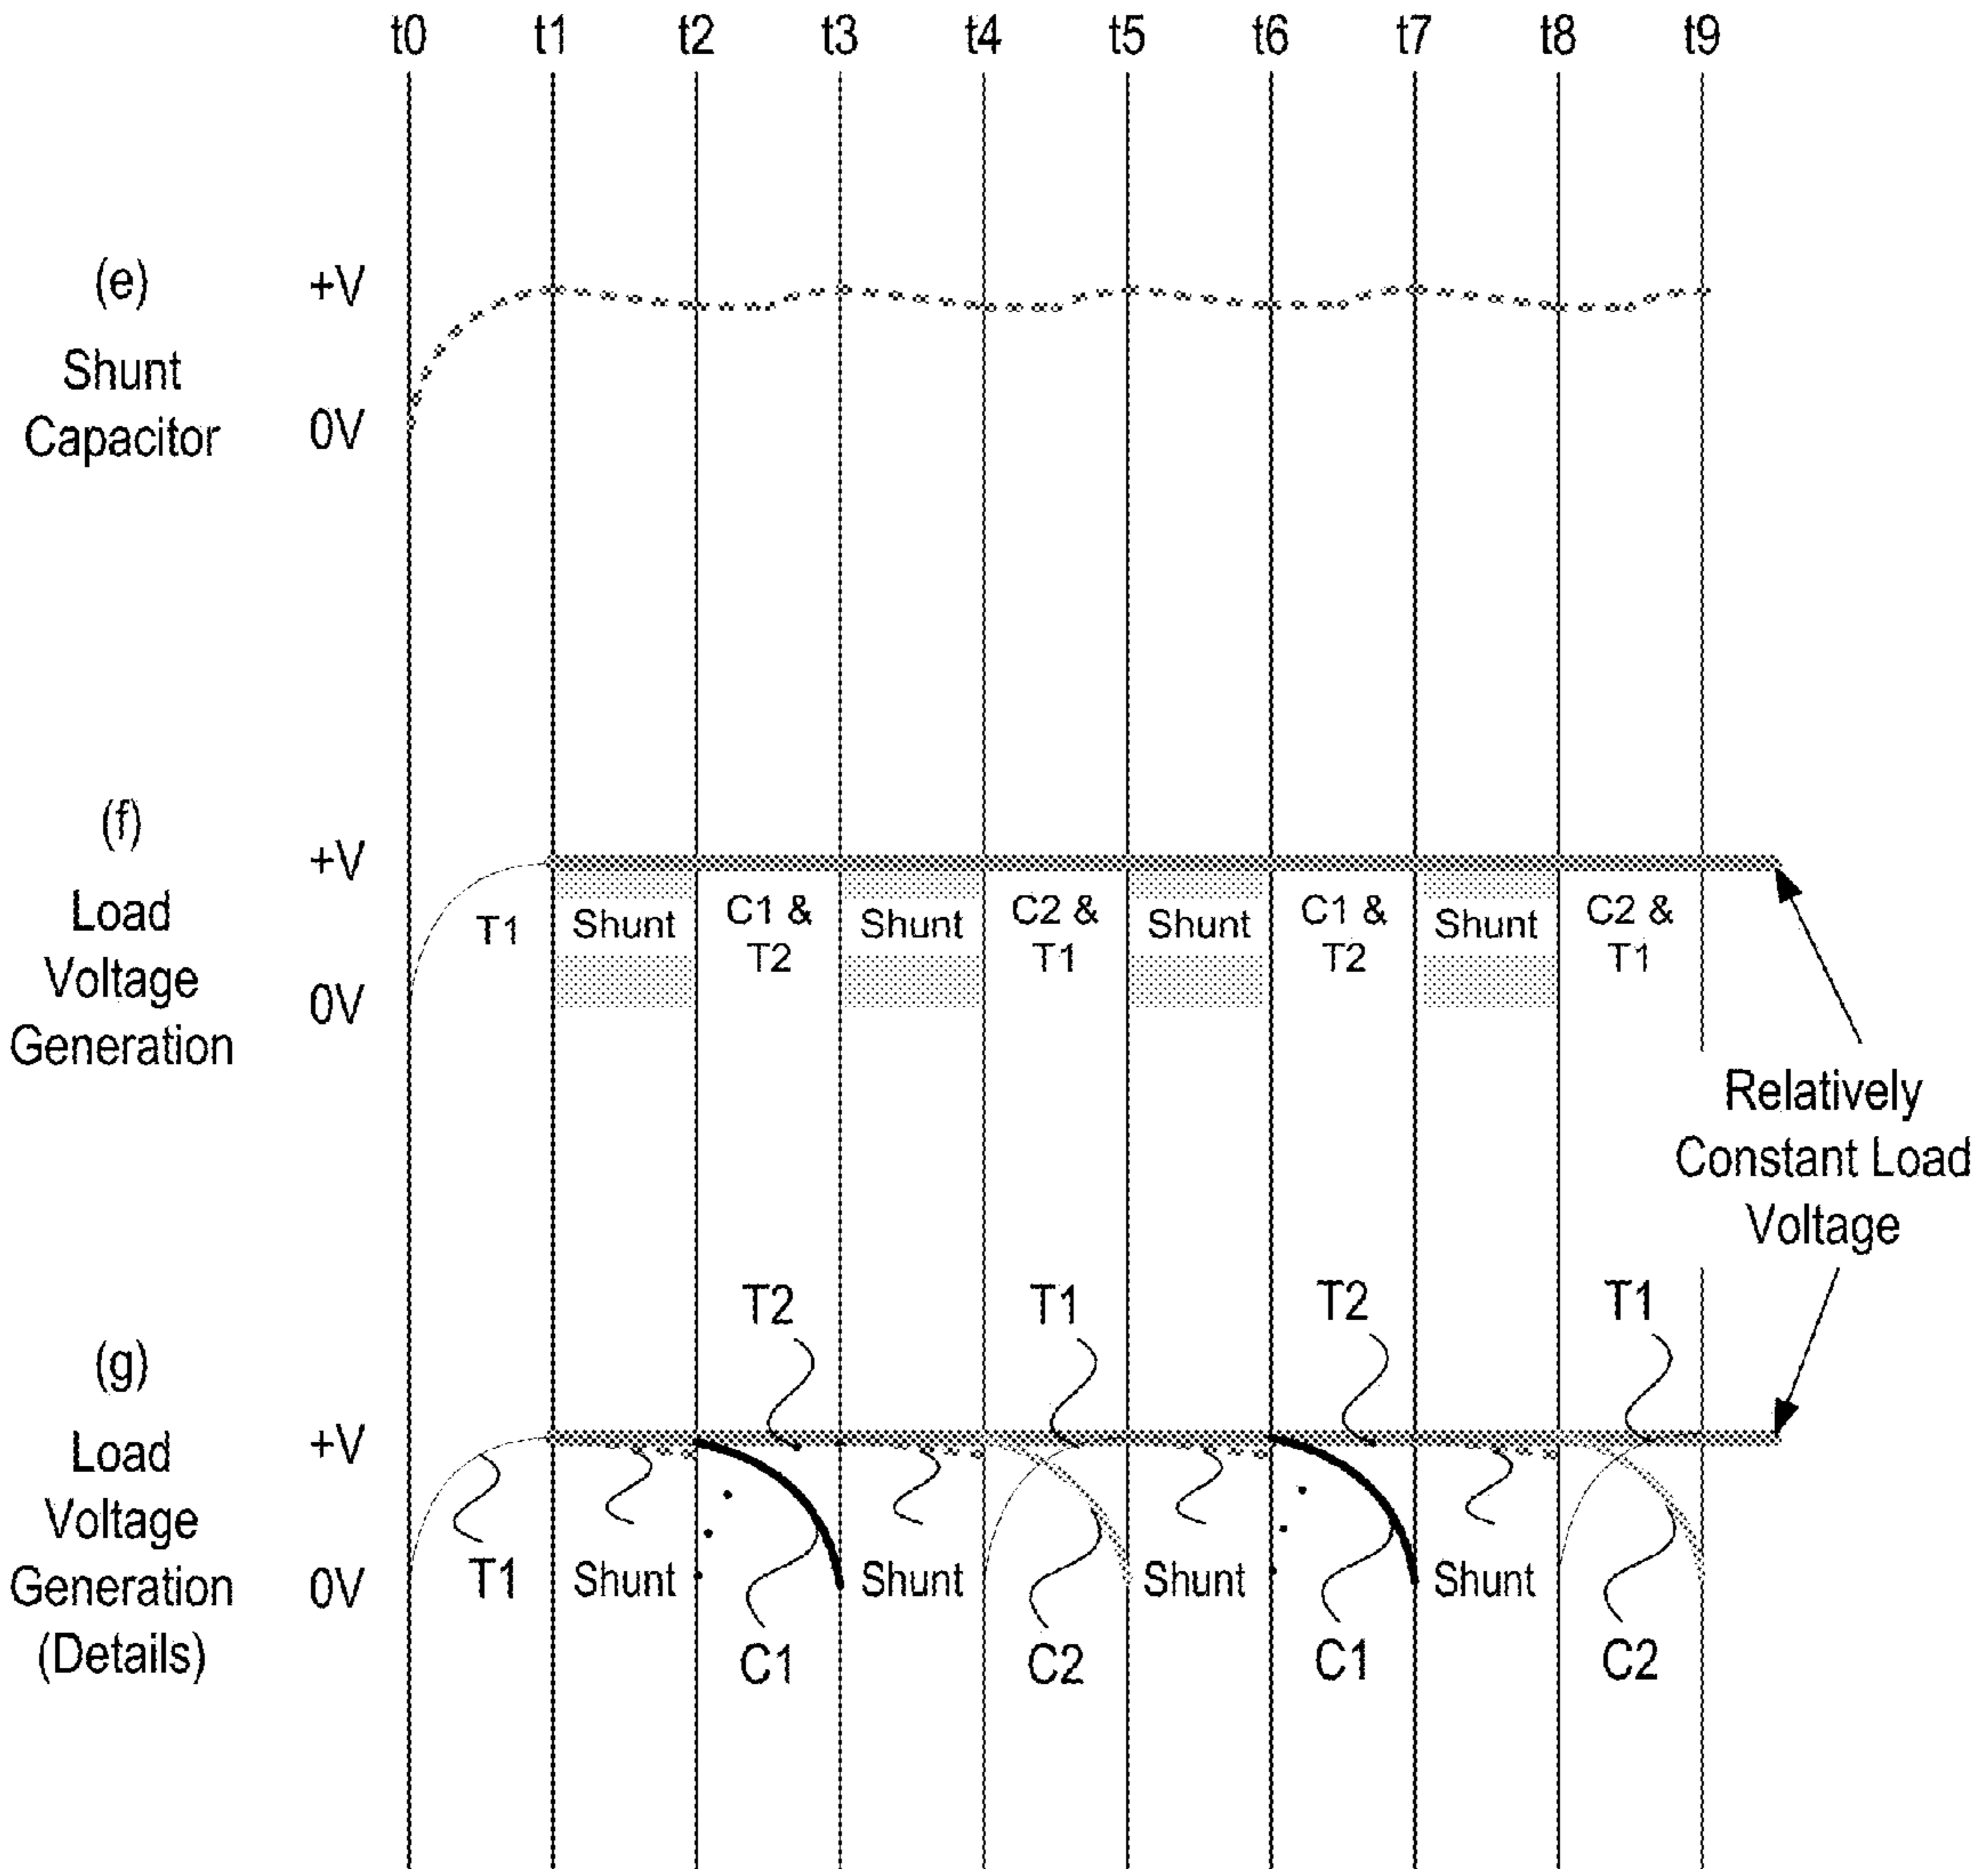 t0 t1 t2 t3 t4 t5 t6 t7 t8 t9
(e)
+V
Shunt
Capacitor
0V
(f)
+V
Load
Voltage
Generation
0V
T1
Shunt
C1 &
T2
Shunt
C2 &
T1
Shunt
C1 &
T2
Shunt
C2 &
T1
Relatively
Constant Load
Voltage
T2 T1 T2 T1
(g)
+V
Load
Voltage
Generation
(Details)
0V
T1 Shunt Shunt Shunt Shunt
C1 C2 C1 C2